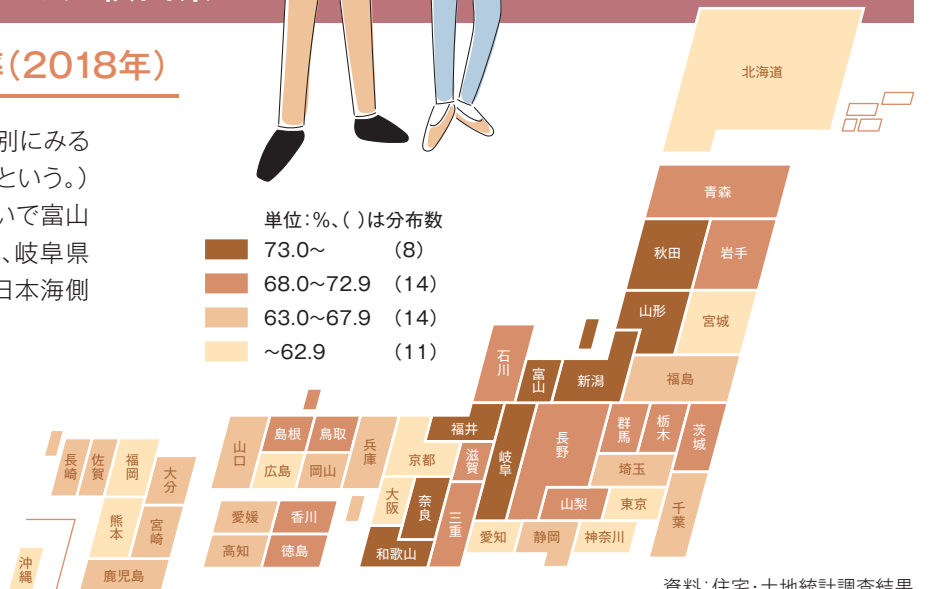 (2018年)
別にみる
という。)
いで富山
、岐阜県
日本海側
単位:%、( )は分布数
73.0~ (8)
68.0~72.9 (14)
63.0~67.9 (14)
~62.9 (11)
北海道
青森
秋田
岩手
山形
宮城
石川
富山
新潟
福島
福井
岐阜
長野
群馬
栃木
茨城
山口
島根
鳥取
兵庫
京都
滋賀
埼玉
広島
岡山
長崎
佐賀
福岡
大分
大阪
奈良
三重
山梨
東京
千葉
愛媛
香川
熊本
宮崎
高知
徳島
和歌山
愛知
静岡
神奈川
沖縄
鹿児島
資料:住宅・土地統計調査結果